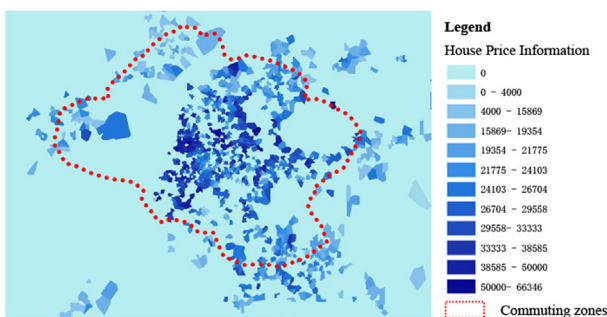 Legend
House Price Information
0
0 - 4000
4000 - 15869
15869- 19354
19354 - 21775
21775 - 24103
24103 - 26704
26704 - 29558
29558- 33333
33333 - 38585
38585 - 50000
50000- 66346
Commuting zones